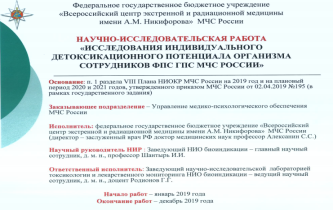 Федеральное государственное бюджетное учреждение
«Всероссийский центр экстренной и радиационной медицины
имени А.М. Никифорова» МЧС России
НАУЧНО-ИССЛЕДОВАТЕЛЬСКАЯ РАБОТА
«ИССЛЕДОВАНИЯ ИНДИВИДУАЛЬНОГО
ДЕТОКСИКАЦИОННОГО ПОТЕНЦИАЛА ОРГАНИЗМА
СОТРУДНИКОВ ФПС ГПС МЧС РОССИИ»
Основание: п. 1 раздела VIII Плана НИОКР МЧС России на 2019 год и на плановый
период 2020 и 2021 годов, утвержденного приказом МЧС России от 02.04.2019 №195 (в
рамках государственного задания)
Заказывающее подразделение – Управление медико-психологического обеспечения
МЧС России
Исполнитель: федеральное государственное бюджетное учреждение «Всероссийский
центр экстренной и радиационной медицины им. А.М. Никифорова» МЧС России
(директор – заслуженный врач РФ доктор медицинских наук профессор Алексанин С.С.)
Научный руководитель НИР: Заведующий НИО биоиндикации – главный научный
сотрудник, д. м. н., профессор Шантырь И.И.
Ответственный исполнитель: Заведующий научно-исследовательской лабораторией
токсикологии и лекарственного мониторинга НИО биоиндикации – ведущий научный
сотрудник, д. м. н., доцент Родионов Г.Г.
Начало работ – январь 2019 года
Окончание работ – декабрь 2019 года